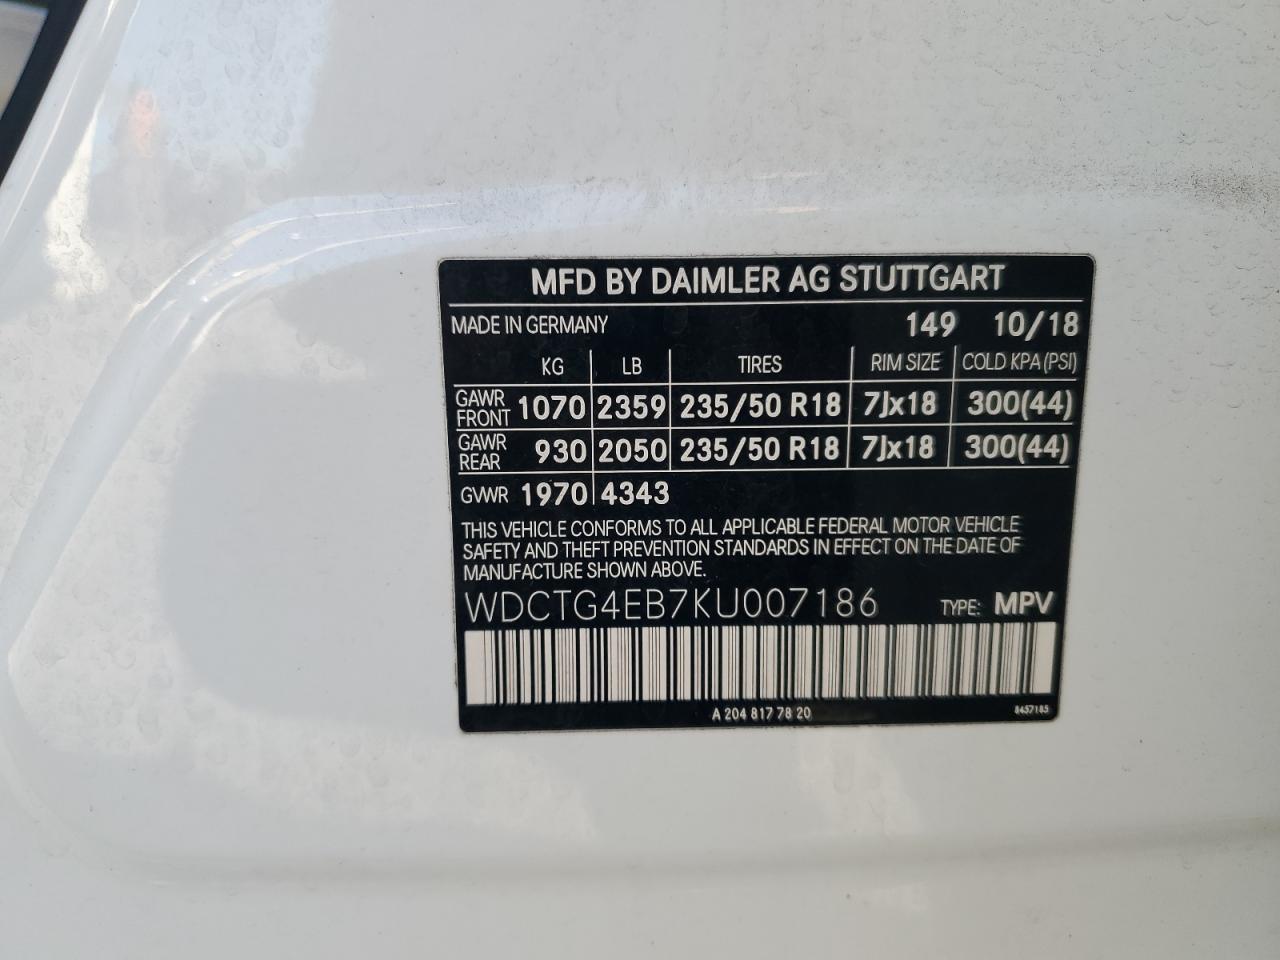 MFD BY DAIMLER AG STUTTGART
MADE IN GERMANY 149 10/18
KG LB TIRES RIM SIZE COLD KPA (PSI)
GAWR FRONT 1070 2359 235/50 R18 7Jx18 300(44)
GAWR REAR 930 2050 235/50 R18 7Jx18 300(44)
GVWR 1970 4343
THIS VEHICLE CONFORMS TO ALL APPLICABLE FEDERAL MOTOR VEHICLE
SAFETY AND THEFT PREVENTION STANDARDS IN EFFECT ON THE DATE OF
MANUFACTURE SHOWN ABOVE.
WDCTG4EB7KU007186 TYPE: MPV
A 204 817 78 20 8457185